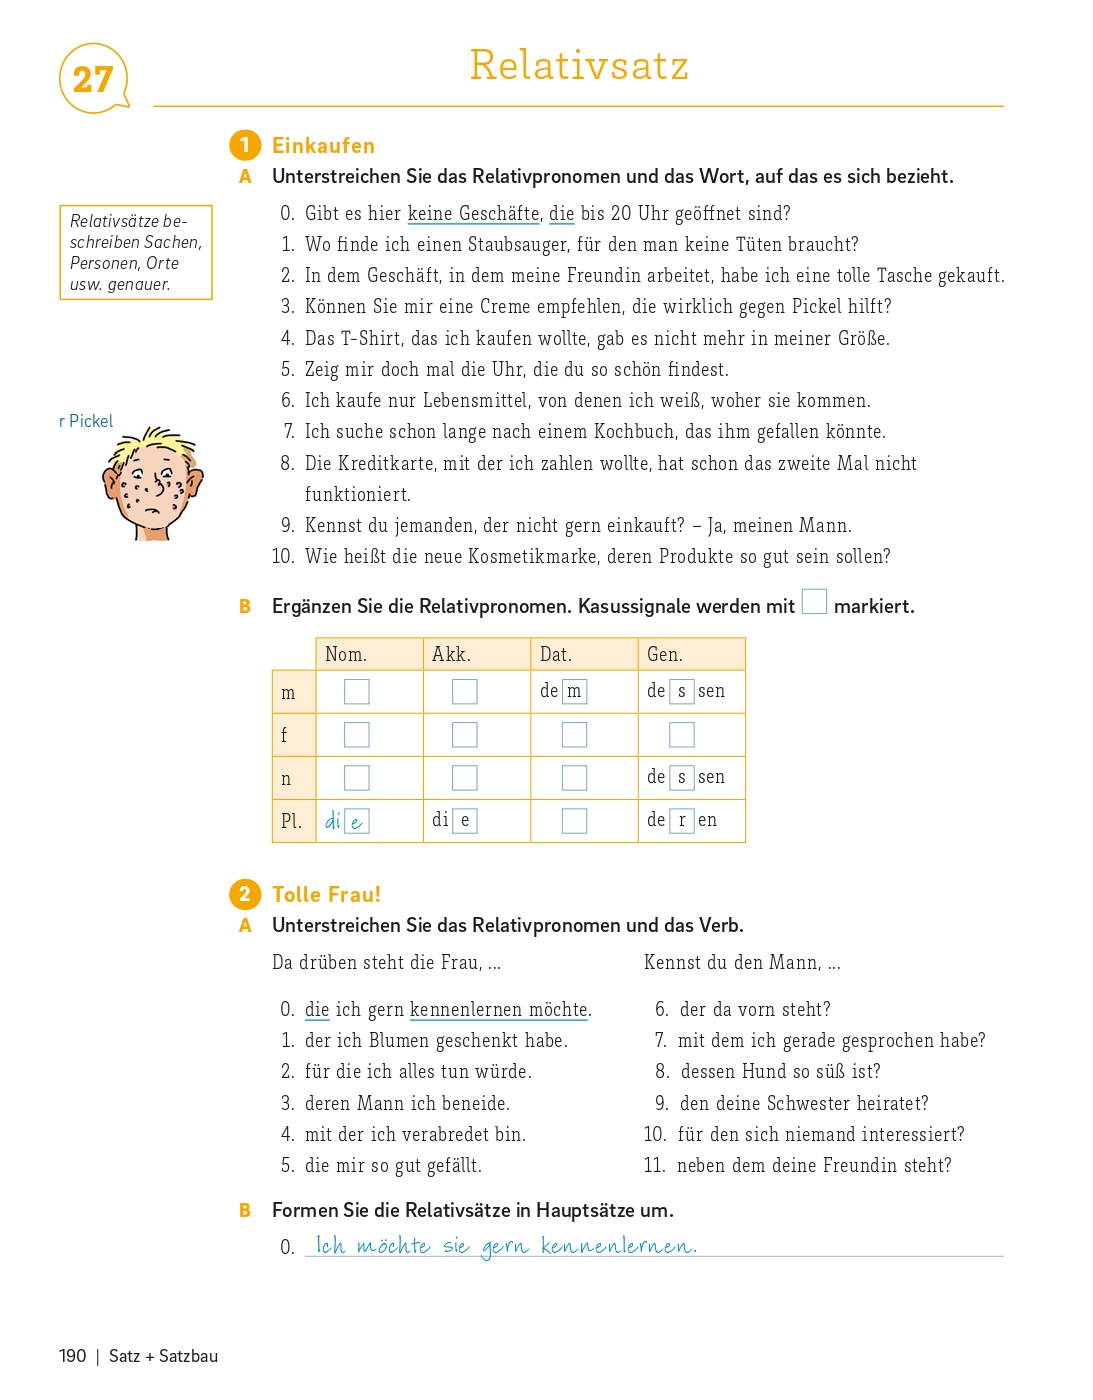 27
Relativsatz
1 Einkaufen
A Unterstreichen Sie das Relativpronomen und das Wort, auf das es sich bezieht.
Relativsätze be-
schreiben Sachen,
Personen, Orte
usw. genauer.
0. Gibt es hier keine Geschäfte, die bis 20 Uhr geöffnet sind?
1. Wo finde ich einen Staubsauger, für den man keine Tüten braucht?
2. In dem Geschäft, in dem meine Freundin arbeitet, habe ich eine tolle Tasche gekauft.
3. Können Sie mir eine Creme empfehlen, die wirklich gegen Pickel hilft?
4. Das T-Shirt, das ich kaufen wollte, gab es nicht mehr in meiner Größe.
5. Zeig mir doch mal die Uhr, die du so schön findest.
6. Ich kaufe nur Lebensmittel, von denen ich weiß, woher sie kommen.
r Pickel
7. Ich suche schon lange nach einem Kochbuch, das ihm gefallen könnte.
8. Die Kreditkarte, mit der ich zahlen wollte, hat schon das zweite Mal nicht
funktioniert.
9. Kennst du jemanden, der nicht gern einkauft? – Ja, meinen Mann.
10. Wie heißt die neue Kosmetikmarke, deren Produkte so gut sein sollen?
B Ergänzen Sie die Relativpronomen. Kasussignale werden mit markiert.
Nom. Akk. Dat. Gen.
m de m de s sen
f
n de s sen
Pl. di e di e de r en
2 Tolle Frau!
A Unterstreichen Sie das Relativpronomen und das Verb.
Da drüben steht die Frau, ...
0. die ich gern kennenlernen möchte.
1. der ich Blumen geschenkt habe.
2. für die ich alles tun würde.
3. deren Mann ich beneide.
4. mit der ich verabredet bin.
5. die mir so gut gefällt.
Kennst du den Mann, ...
6. der da vorn steht?
7. mit dem ich gerade gesprochen habe?
8. dessen Hund so süß ist?
9. den deine Schwester heiratet?
10. für den sich niemand interessiert?
11. neben dem deine Freundin steht?
B Formen Sie die Relativsätze in Hauptsätze um.
0. Ich möchte sie gern kennenlernen.
190 | Satz + Satzbau